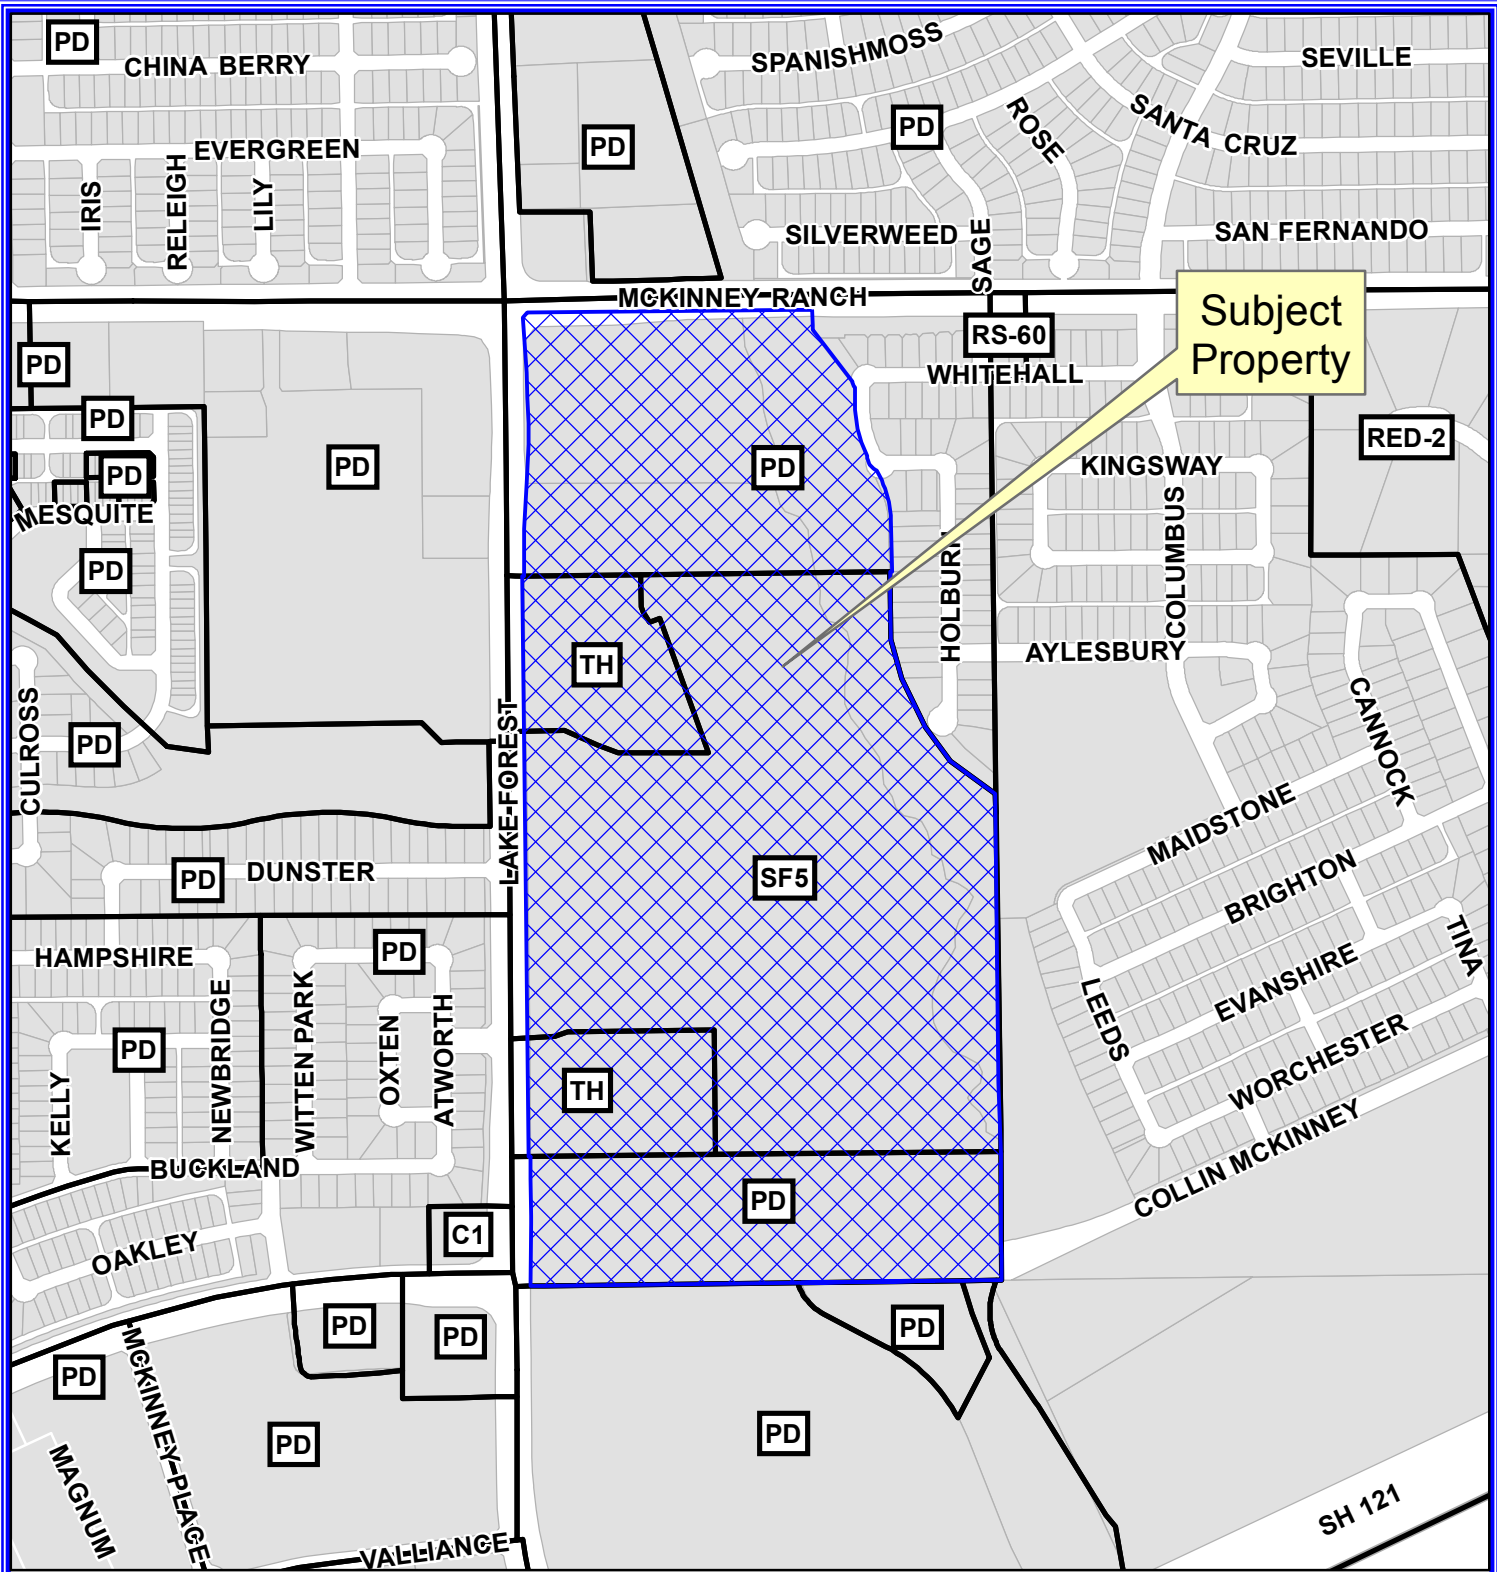 PD
CHINA BERRY
SPANISHMOSS
SEVILLE
PD
PD
ROSE
SANTA CRUZ
EVERGREEN
IRIS
RELEIGH
LILY
SILVERWEED
SAGE
SAN FERNANDO
MCKINNEY RANCH
Subject
Property
RS-60
WHITEHALL
PD
PD
PD
PD
PD
RED-2
KINGSWAY
MESQUITE
COLUMBUS
PD
HOLBURN
AYLESBURY
TH
CULROSS
PD
LAKE FOREST
CANNOCK
MAIDSTONE
DUNSTER
PD
SF5
BRIGHTON
HAMPSHIRE
PD
TINA
EVANSHIRE
LEEDS
NEWBRIDGE
WITTEN PARK
OXTEN
ATWORTH
PD
KELLY
TH
WORCHESTER
COLLIN MCKINNEY
BUCKLAND
PD
C1
OAKLEY
PD
PD
PD
PD
MCKINNEY PLACE
PD
PD
MAGNUM
VALLIANCE
SH 121